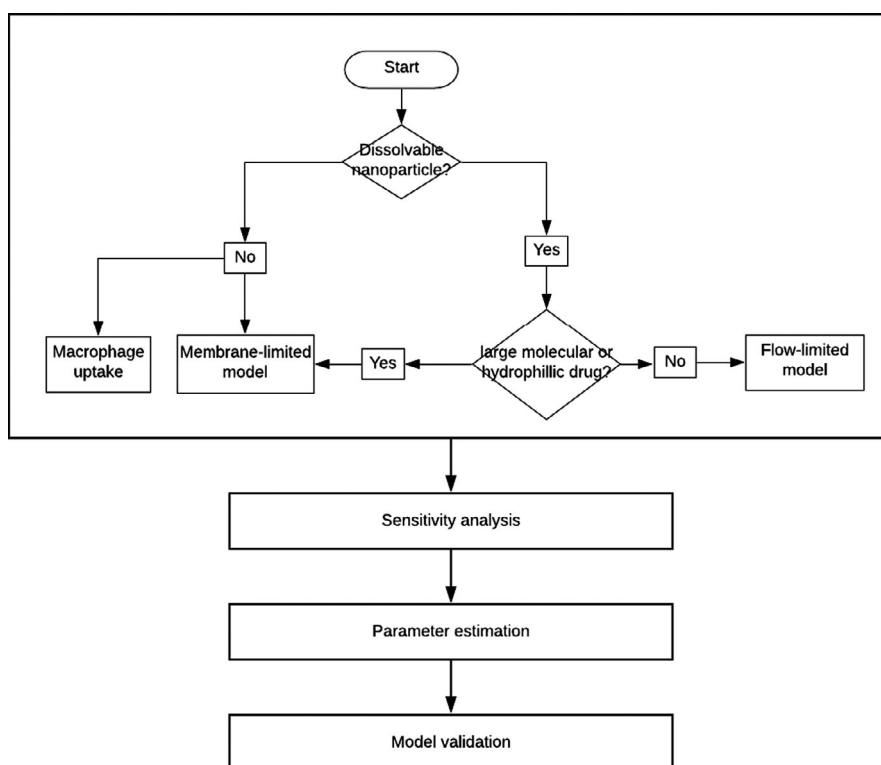 Start
Dissolvable
nanoparticle?
No
Yes
Macrophage
uptake
Membrane-limited
model
Yes
large molecular or
hydrophillic drug?
No
Flow-limited
model
Sensitivity analysis
Parameter estimation
Model validation